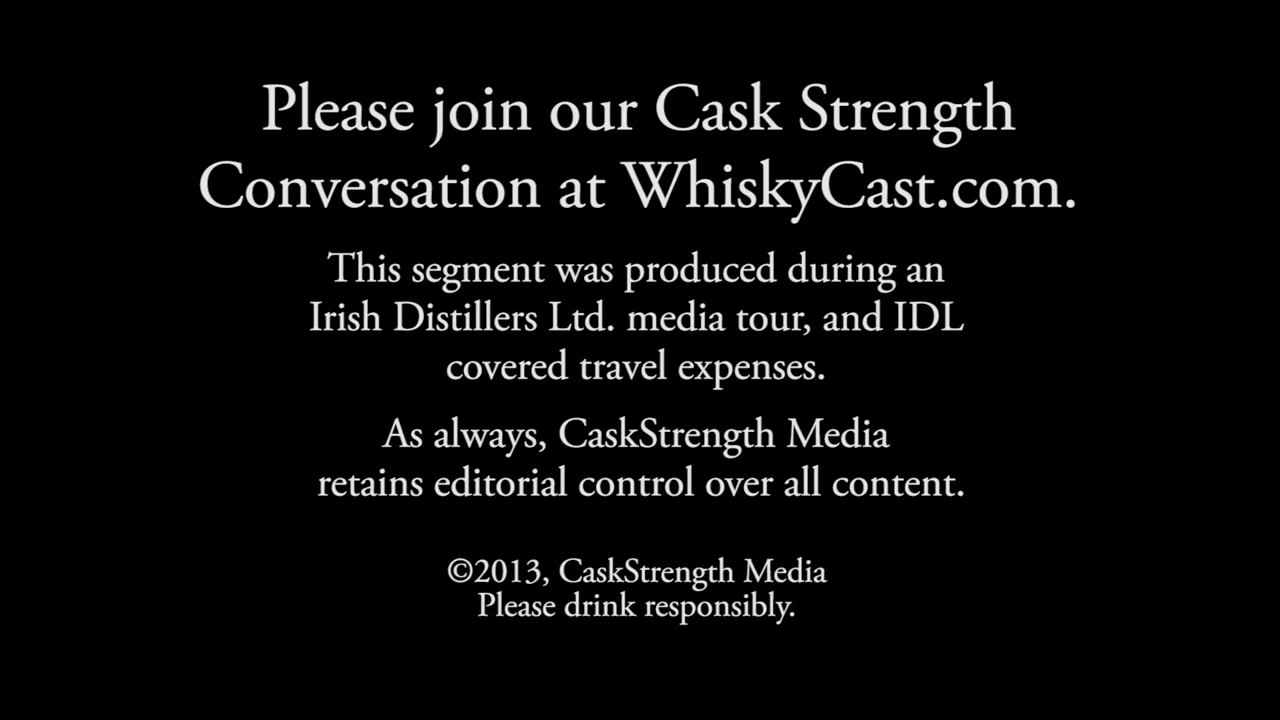 Please join our Cask Strength
Conversation at WhiskyCast.com.
This segment was produced during an
Irish Distillers Ltd. media tour, and IDL
covered travel expenses.
As always, CaskStrength Media
retains editorial control over all content.
©2013, CaskStrength Media
Please drink responsibly.